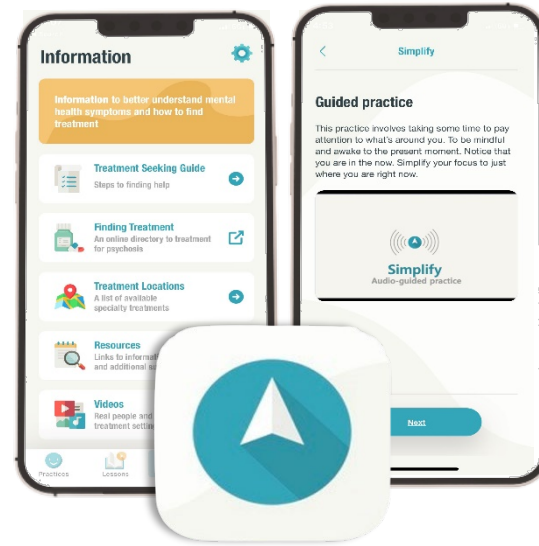 Information
Information to better understand mental
health symptoms and how to find
treatment
Treatment Seeking Guide
Steps to finding help
Finding Treatment
An online directory to treatment
for psychosis
Treatment Locations
A list of available
specialty treatments
Resources
Links to
and additional
Videos
Real people and
treatment
Practices
Lessons
Simplify
Guided practice
This practice involves taking some time to pay
attention to what's around you. To be mindful
and awake to the present moment. Notice that
you are in the now. Simplify your focus to just
where you are right now.
Simplify
Audio-guided practice
Next